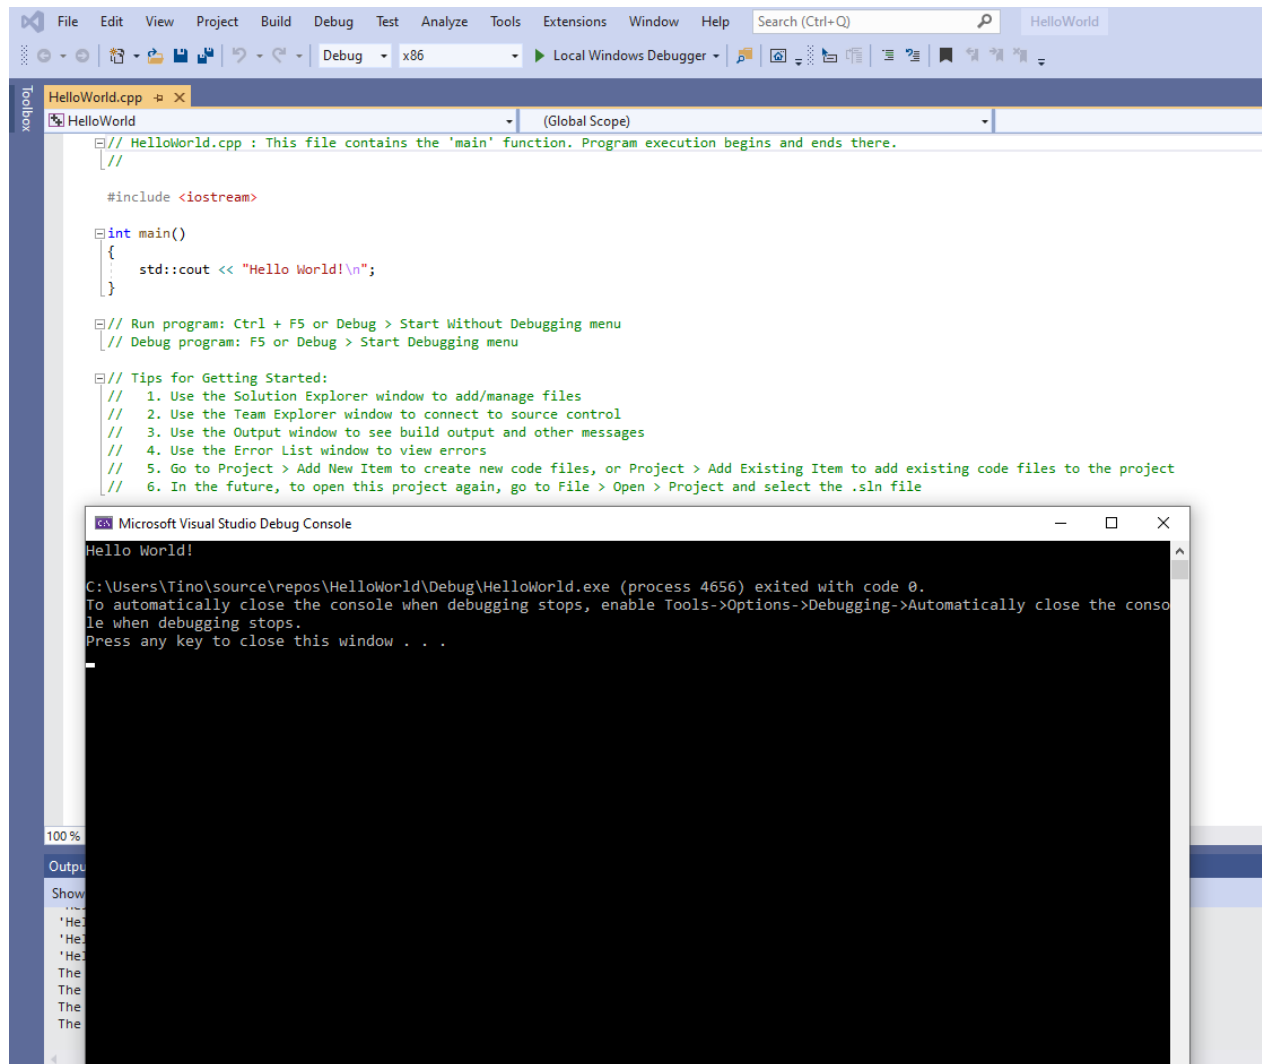 File Edit View Project Build Debug Test Analyze Tools Extensions Window Help Search (Ctrl+Q) HelloWorld
Debug x86 Local Windows Debugger
Toolbox
HelloWorld.cpp
HelloWorld (Global Scope)
// HelloWorld.cpp : This file contains the 'main' function. Program execution begins and ends there.
//
#include <iostream>
int main()
{
std::cout << "Hello World!\n";
}
// Run program: Ctrl + F5 or Debug > Start Without Debugging menu
// Debug program: F5 or Debug > Start Debugging menu
// Tips for Getting Started:
//   1. Use the Solution Explorer window to add/manage files
//   2. Use the Team Explorer window to connect to source control
//   3. Use the Output window to see build output and other messages
//   4. Use the Error List window to view errors
//   5. Go to Project > Add New Item to create new code files, or Project > Add Existing Item to add existing code files to the project
//   6. In the future, to open this project again, go to File > Open > Project and select the .sln file
Microsoft Visual Studio Debug Console
Hello World!
C:\Users\Tino\source\repos\HelloWorld\Debug\HelloWorld.exe (process 4656) exited with code 0.
To automatically close the console when debugging stops, enable Tools->Options->Debugging->Automatically close the conso
le when debugging stops.
Press any key to close this window . . .
100 %
Outpu
Show
'Hel
'Hel
'Hel
The
The
The
The